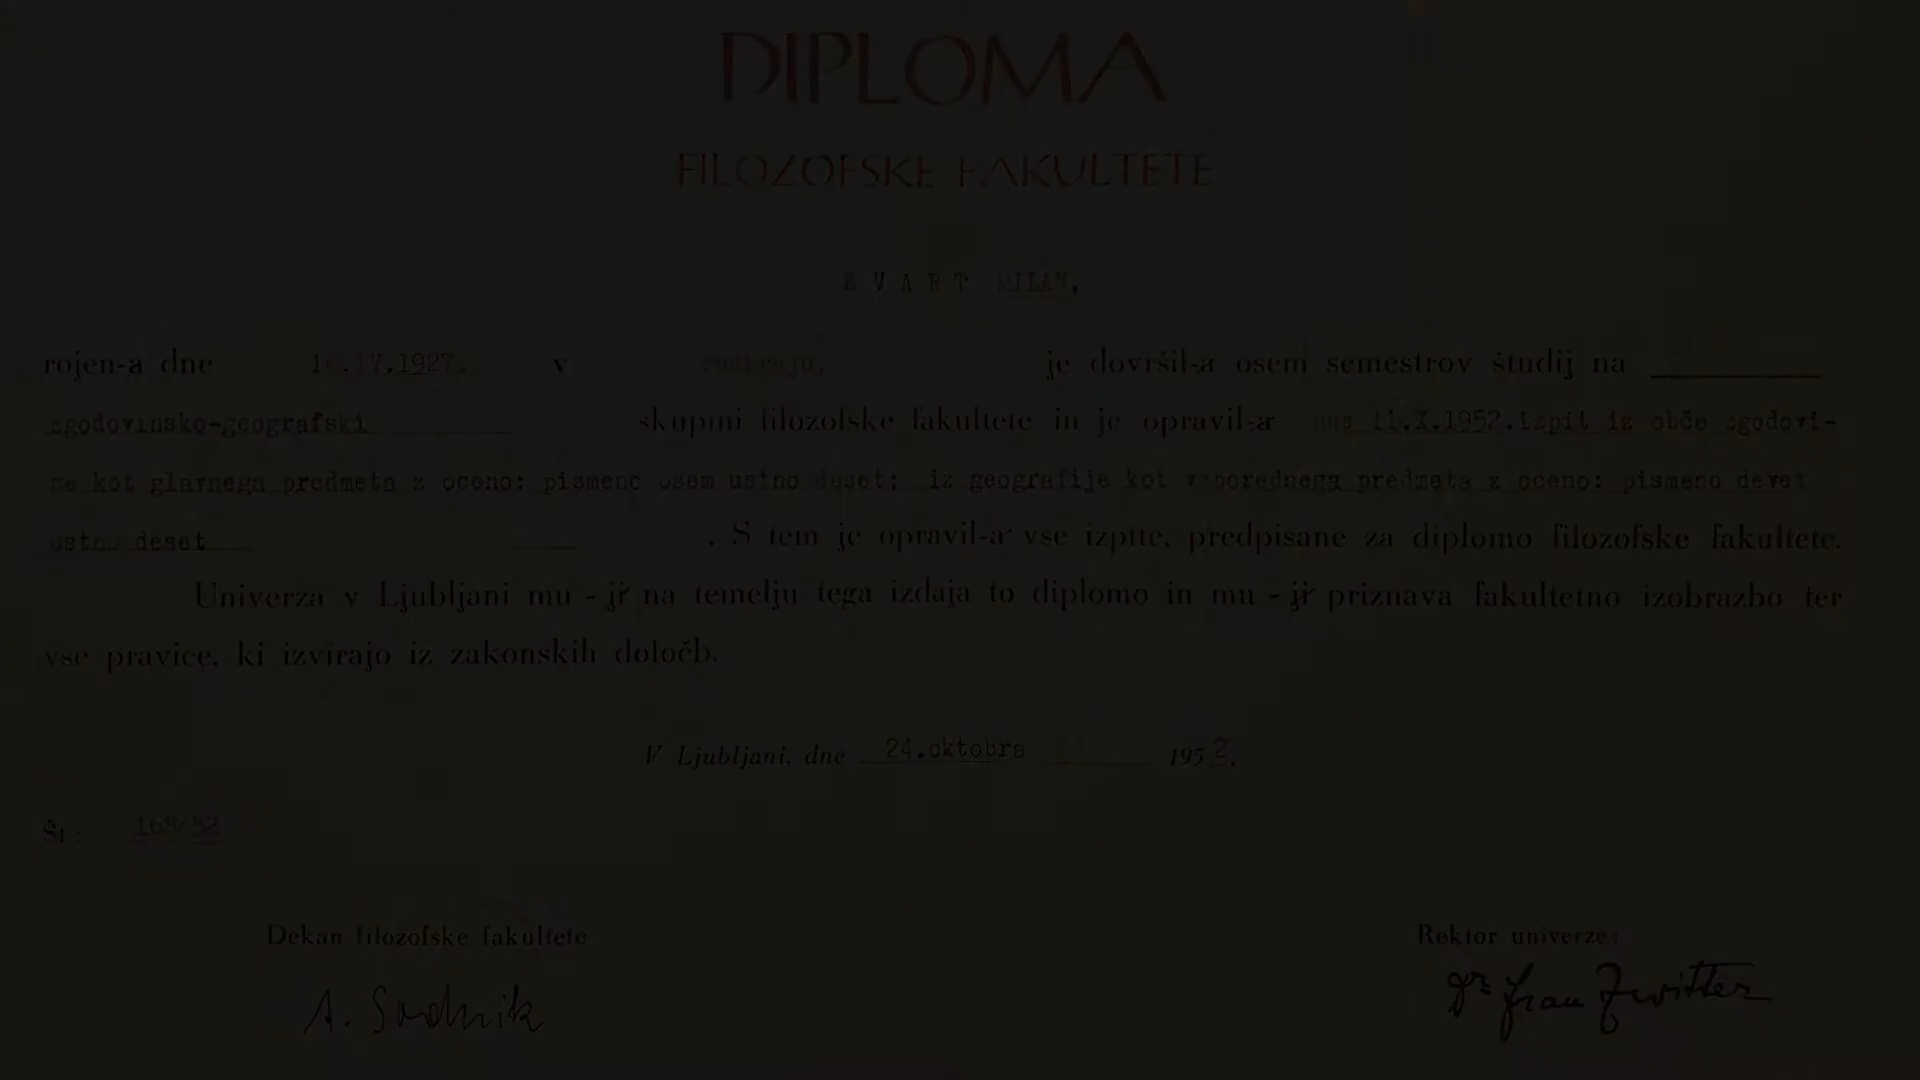 DIPLOMA
FILOZOFSKE FAKULTETE
MILAN,
rojen-a dne .IV.1927. v je dovršil-a osem semestrov študij na
zgodovinsko-geografski skupini filozofske fakultete in je opravil-a dne 11.X.1952.izpit iz obče zgodovi-
ne kot glavnega predmeta z oceno: pismeno osem ustno deset; iz geografije kot vzporednega predmeta z oceno: pismeno devet
ustno deset . S tem je opravil-a vse izpite, predpisane za diplomo filozofske fakultete.
Univerza v Ljubljani mu - ji na temelju tega izdaja to diplomo in mu - ji priznava fakultetno izobrazbo ter
vse pravice, ki izvirajo iz zakonskih določb.
V Ljubljani, dne 24.oktobra 1952.
Št.: 168/52
Dekan filozofske fakultete
Rektor univerze:
A. Sodnik
Dr Fran Zwitter